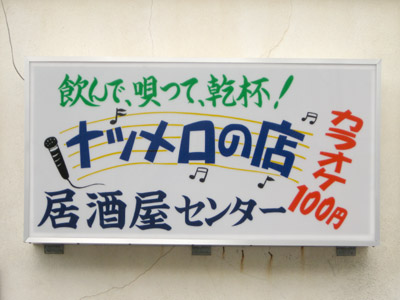 飲んで、唄って、乾杯!
ナツメロの店
カラオケ
100円
居酒屋センター